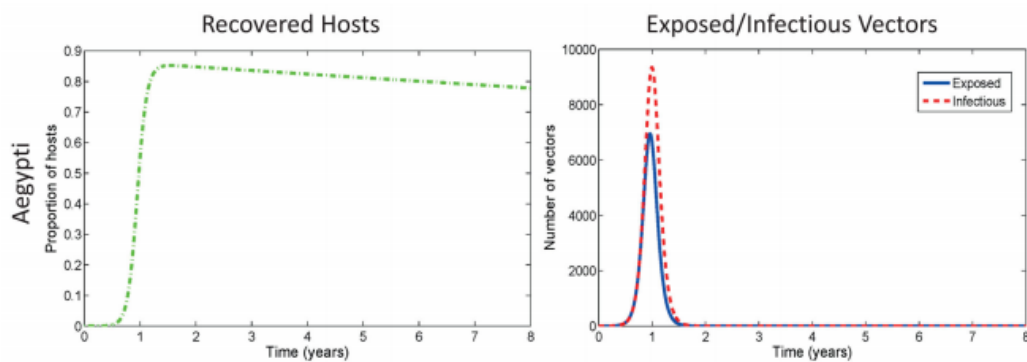 Recovered Hosts
Aegypti
Proportion of hosts
0.9
0.8
0.7
0.6
0.5
0.4
0.3
0.2
0.1
0
0 1 2 3 4 5 6 7 8
Time (years)
Exposed/Infectious Vectors
Number of vectors
10000
8000
6000
4000
2000
0
Exposed
Infectious
0 1 2 3 4 5 6 7 8
Time (years)